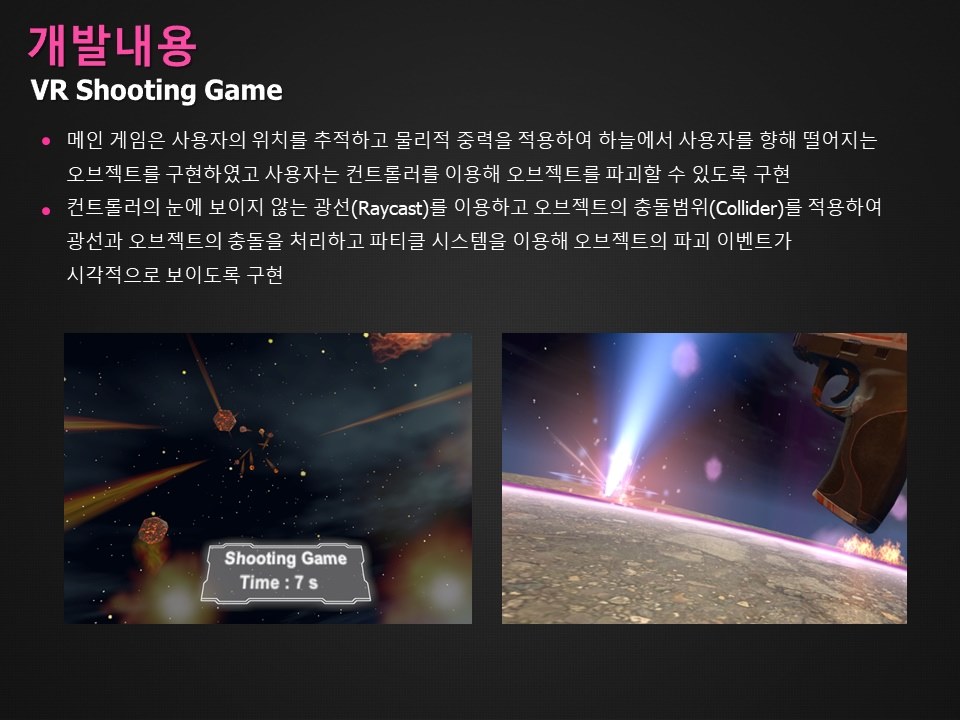 개발내용
VR Shooting Game
메인 게임은 사용자의 위치를 추적하고 물리적 중력을 적용하여 하늘에서 사용자를 향해 떨어지는
오브젝트를 구현하였고 사용자는 컨트롤러를 이용해 오브젝트를 파괴할 수 있도록 구현
컨트롤러의 눈에 보이지 않는 광선(Raycast)를 이용하고 오브젝트의 충돌범위(Collider)를 적용하여
광선과 오브젝트의 충돌을 처리하고 파티클 시스템을 이용해 오브젝트의 파괴 이벤트가
시각적으로 보이도록 구현
Shooting Game
Time : 7 s